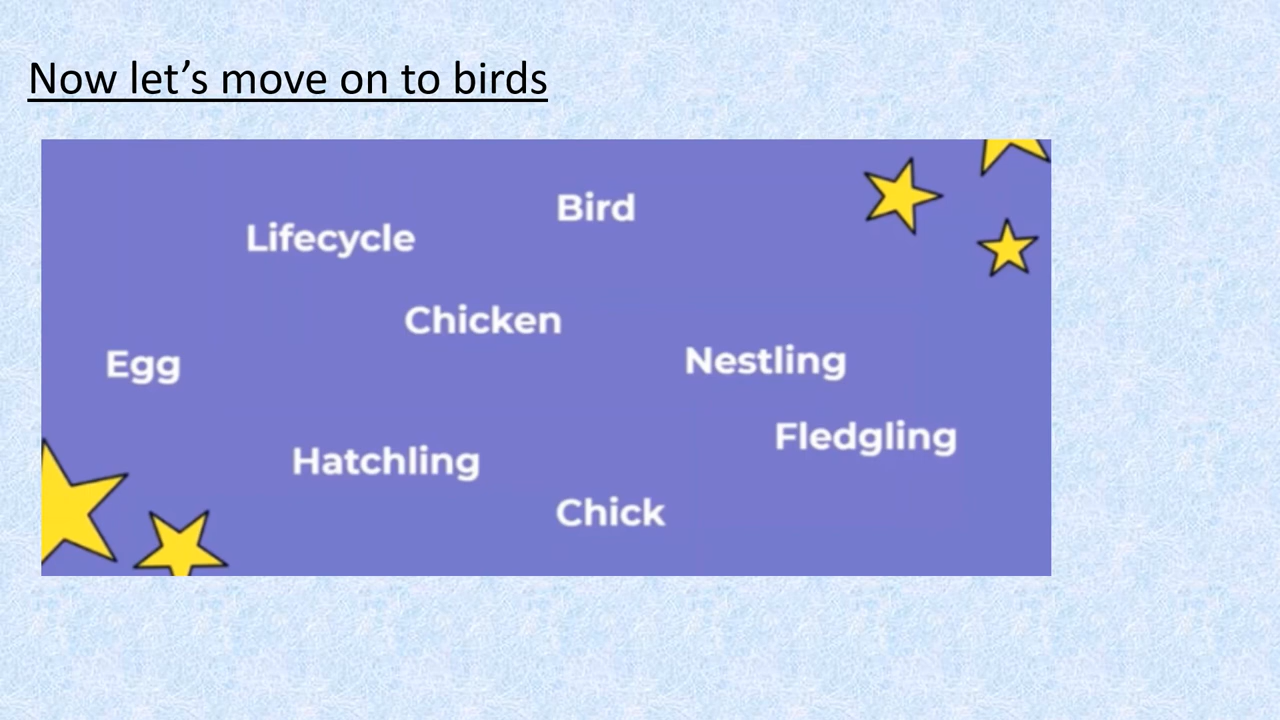 Now let’s move on to birds
Bird
Lifecycle
Chicken
Nestling
Egg
Fledgling
Hatchling
Chick